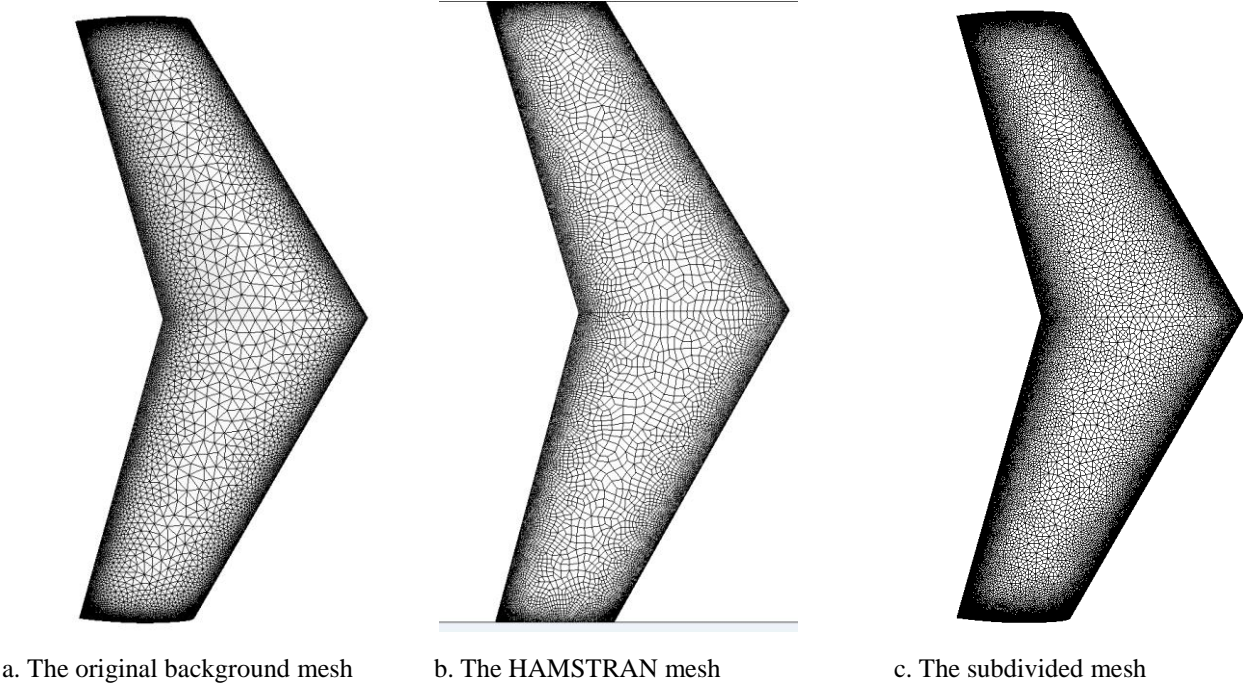 a. The original background mesh
b. The HAMSTRAN mesh
c. The subdivided mesh